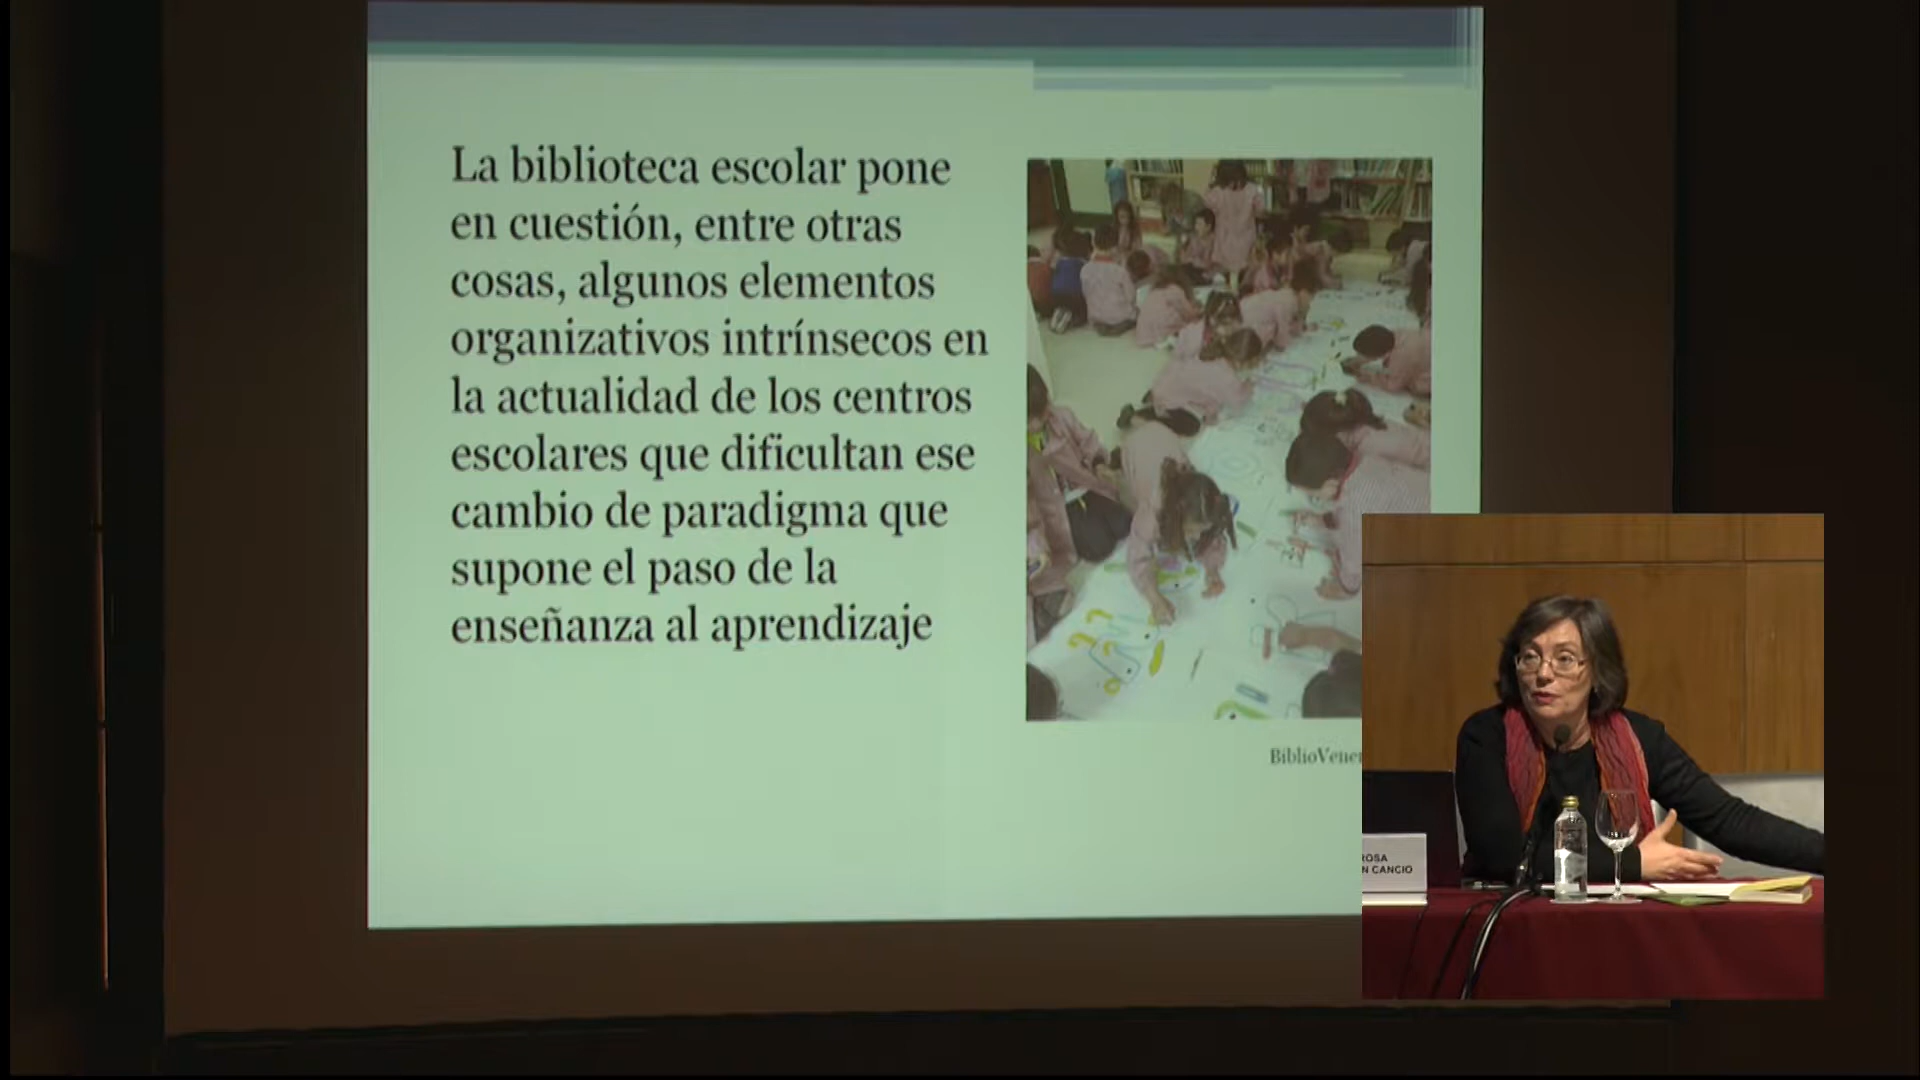 La biblioteca escolar pone
en cuestión, entre otras
cosas, algunos elementos
organizativos intrínsecos en
la actualidad de los centros
escolares que dificultan ese
cambio de paradigma que
supone el paso de la
enseñanza al aprendizaje
ROSA
CANCIO